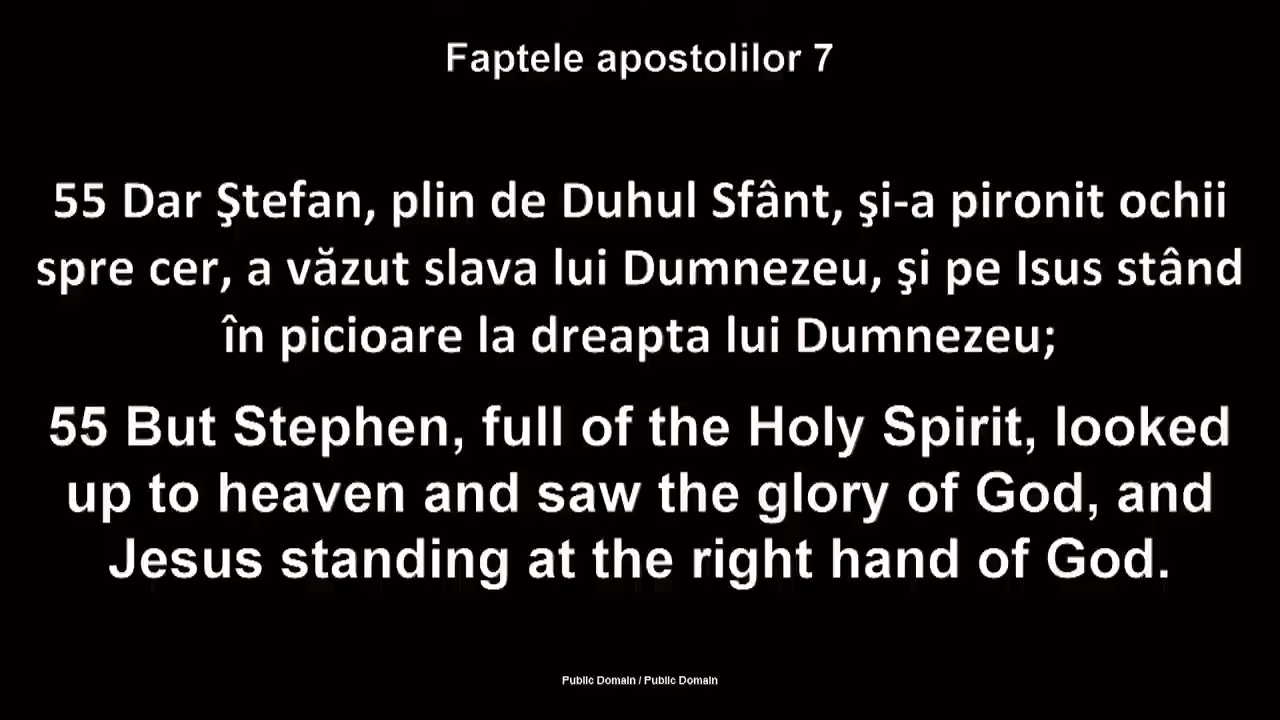 Faptele apostolilor 7
55 Dar Ştefan, plin de Duhul Sfânt, şi-a pironit ochii
spre cer, a văzut slava lui Dumnezeu, şi pe Isus stând
în picioare la dreapta lui Dumnezeu;
55 But Stephen, full of the Holy Spirit, looked
up to heaven and saw the glory of God, and
Jesus standing at the right hand of God.
Public Domain / Public Domain